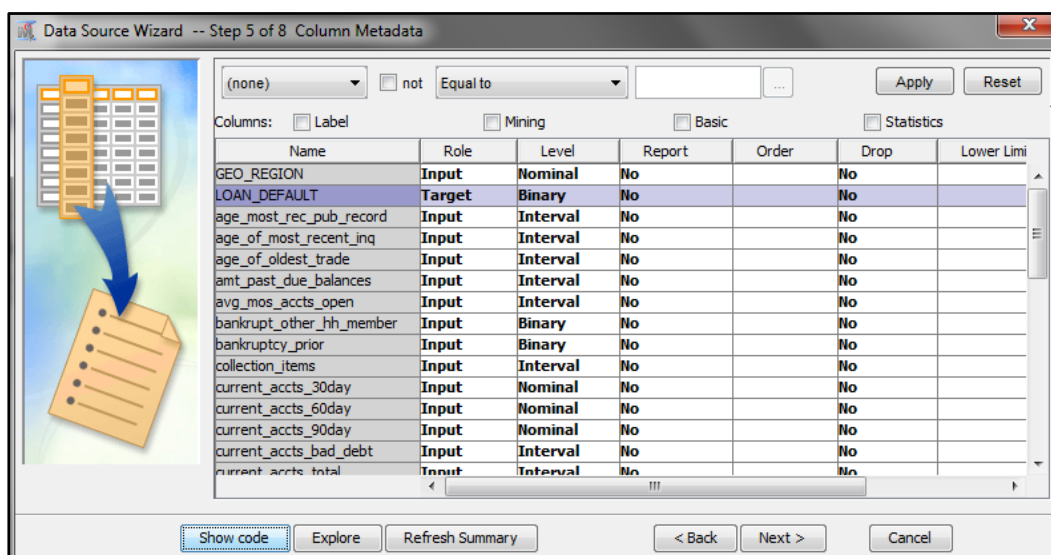 Data Source Wizard -- Step 5 of 8 Column Metadata
(none) not Equal to ... Apply Reset
Columns: Label Mining Basic Statistics
Name Role Level Report Order Drop Lower Limi
GEO_REGION Input Nominal No No
LOAN_DEFAULT Target Binary No No
age_most_rec_pub_record Input Interval No No
age_of_most_recent_inq Input Interval No No
age_of_oldest_trade Input Interval No No
amt_past_due_balances Input Interval No No
avg_mos_accts_open Input Interval No No
bankrupt_other_hh_member Input Binary No No
bankruptcy_prior Input Binary No No
collection_items Input Interval No No
current_accts_30day Input Nominal No No
current_accts_60day Input Nominal No No
current_accts_90day Input Nominal No No
current_accts_bad_debt Input Interval No No
current_accts_total Input Interval No No
Show code Explore Refresh Summary < Back Next > Cancel